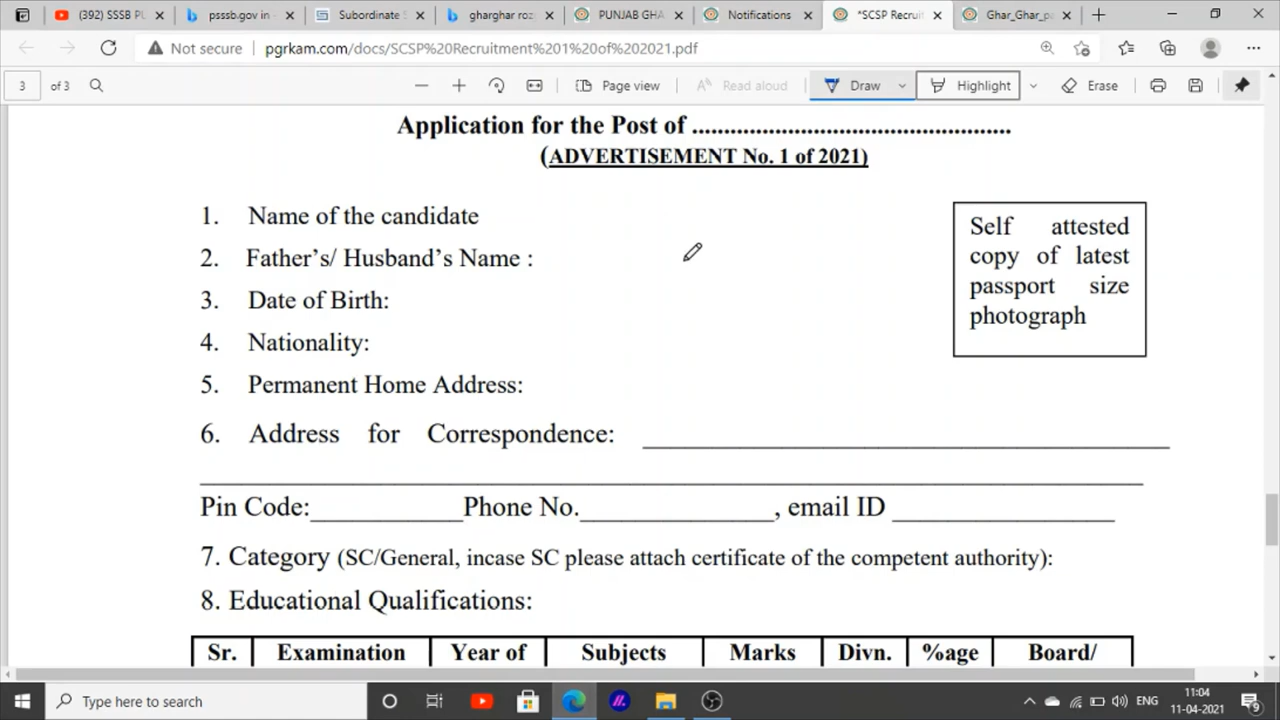 (392) SSSB PU
psssb.gov.in -
Subordinate S
gharghar roz
PUNJAB GHA
Notifications
*SCSP Recrui
Ghar_Ghar_p
Not secure pgrkam.com/docs/SCSP%20Recruitment%201%20of%202021.pdf
3 of 3 Page view Read aloud Draw Highlight Erase
Application for the Post of ..................................................
(ADVERTISEMENT No. 1 of 2021)
1. Name of the candidate
2. Father's/ Husband's Name :
3. Date of Birth:
4. Nationality:
5. Permanent Home Address:
Self attested
copy of latest
passport size
photograph
6. Address for Correspondence: ______________________________________
____________________________________________________________________
Pin Code:___________Phone No.______________, email ID ________________
7. Category (SC/General, incase SC please attach certificate of the competent authority):
8. Educational Qualifications:
Sr. Examination Year of Subjects Marks Divn. %age Board/
Type here to search
ENG
11:04
11-04-2021
9